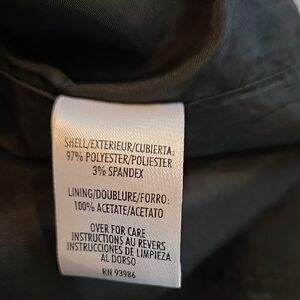 SHELL/EXTERIEUR/CUBIERTA:
97% POLYESTER/POLIESTER
3% SPANDEX
LINING/DOUBLURE/FORRO:
100% ACETATE/ACETATO
OVER FOR CARE
INSTRUCTIONS AU REVERS
INSTRUCCIONES DE LIMPIEZA
AL DORSO
RN 93986